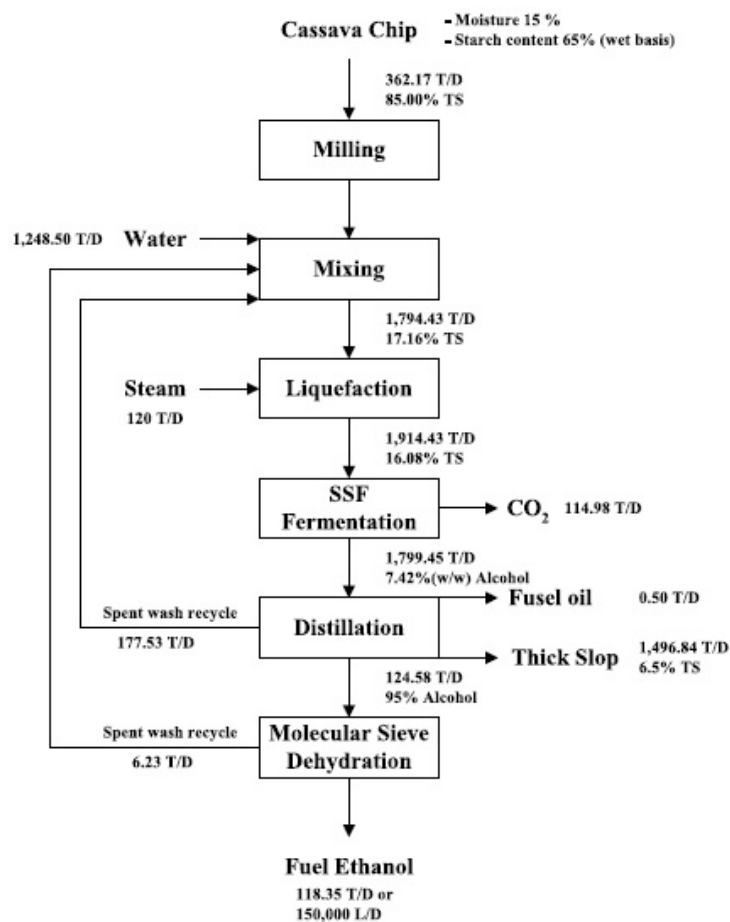 Cassava Chip
- Moisture 15 %
- Starch content 65% (wet basis)
362.17 T/D
85.00% TS
Milling
1,248.50 T/D
Water
Mixing
1,794.43 T/D
17.16% TS
Steam
120 T/D
Liquefaction
1,914.43 T/D
16.08% TS
SSF
Fermentation
CO₂
114.98 T/D
1,799.45 T/D
7.42%(w/w) Alcohol
Spent wash recycle
177.53 T/D
Distillation
Fusel oil
0.50 T/D
Thick Slop
1,496.84 T/D
6.5% TS
124.58 T/D
95% Alcohol
Spent wash recycle
6.23 T/D
Molecular Sieve
Dehydration
Fuel Ethanol
118.35 T/D or
150,000 L/D